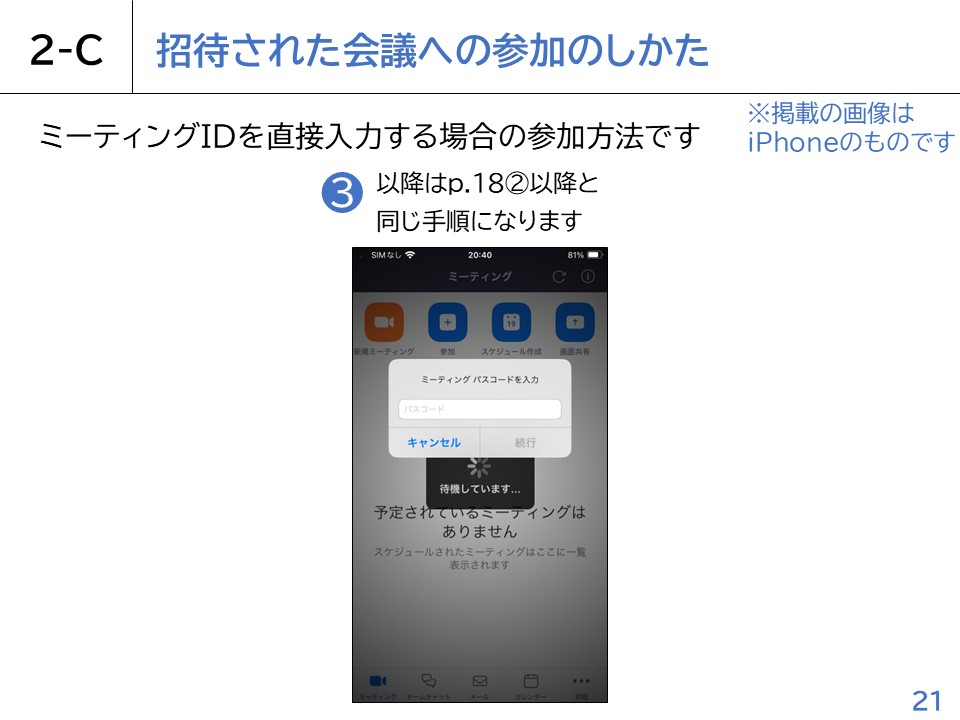 2-C
招待された会議への参加のしかた
※掲載の画像は
iPhoneのものです
ミーティングIDを直接入力する場合の参加方法です
3
以降はp.18②以降と
同じ手順になります
SIMなし 20:40 81%
ミーティング
新規ミーティング 参加 スケジュール作成 画面共有
19
ミーティング パスコードを入力
パスコード
キャンセル 続行
待機しています...
予定されているミーティングは
ありません
スケジュールされたミーティングはここに一覧
表示されます
ミーティング チームチャット メール カレンダー 詳細
21